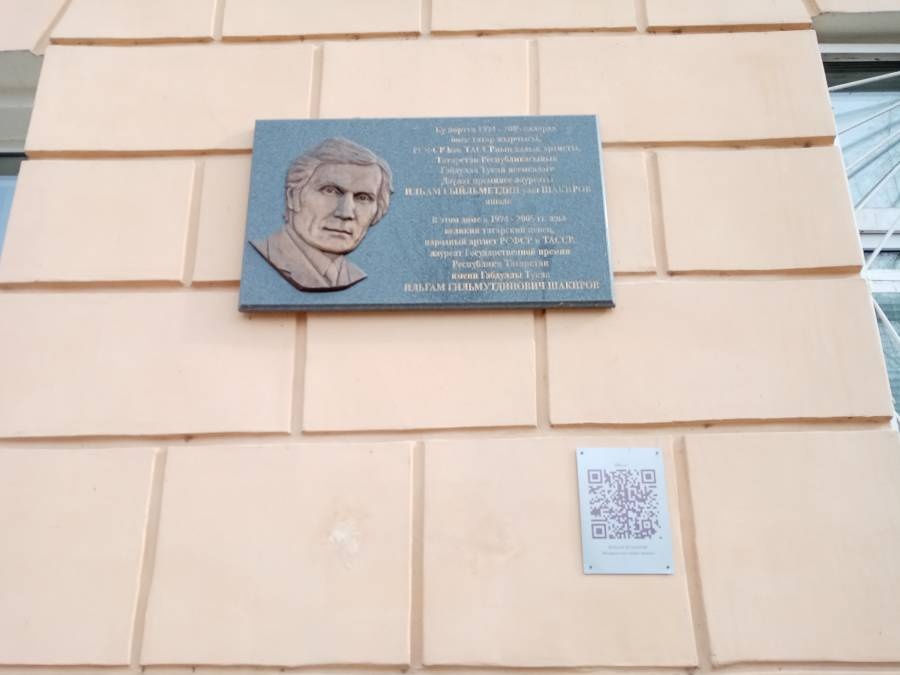 Бу йортта 1974 - 2005 елларда
бөек татар җырчысы,
РСФСР һәм ТАССРның халык артисты,
Татарстан Республикасының
Габдулла Тукай исемендәге
Дәүләт премиясе лауреаты
ИЛЬҺАМ ГЫЙЛЬМЕТДИН улы ШАКИРОВ
яшәде
В этом доме в 1974 - 2005 гг. жил
великий татарский певец,
народный артист РСФСР и ТАССР,
лауреат Государственной премии
Республики Татарстан
имени Габдуллы Тукая
ИЛЬГАМ ГИЛЬМУТДИНОВИЧ ШАКИРОВ